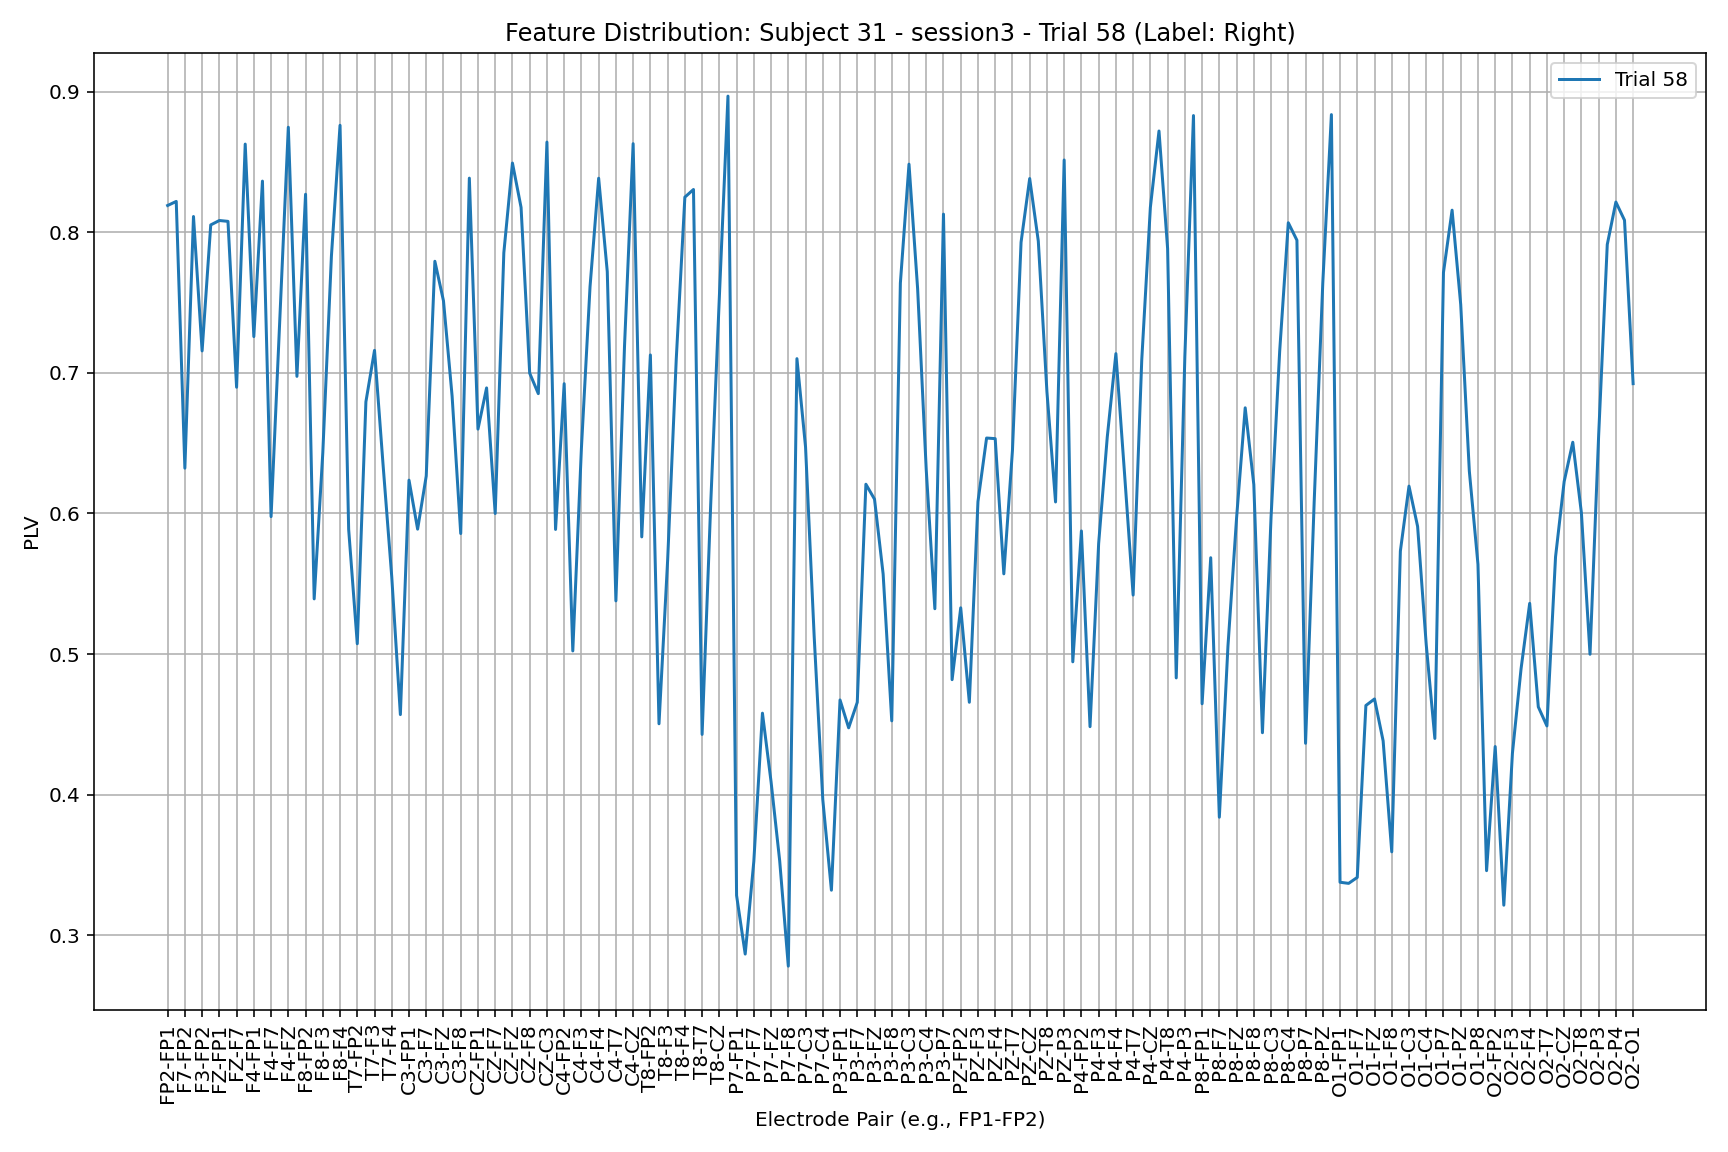 Feature Distribution: Subject 31 - session3 - Trial 58 (Label: Right)
Trial 58
PLV
0.9
0.8
0.7
0.6
0.5
0.4
0.3
FP2-FP1
F7-FP2
F3-FP2
FZ-FP1
FZ-F7
F4-FP1
F4-F7
F4-FZ
F8-FP2
F8-F3
F8-F4
T7-FP2
T7-F3
T7-F4
C3-FP1
C3-F7
C3-FZ
C3-F8
CZ-FP1
CZ-F7
CZ-FZ
CZ-F8
CZ-C3
C4-FP2
C4-F3
C4-F4
C4-T7
C4-CZ
T8-FP2
T8-F3
T8-F4
T8-T7
T8-CZ
P7-FP1
P7-F7
P7-FZ
P7-F8
P7-C3
P7-C4
P3-FP1
P3-F7
P3-FZ
P3-F8
P3-C3
P3-C4
P3-P7
PZ-FP2
PZ-F3
PZ-F4
PZ-T7
PZ-CZ
PZ-T8
PZ-P3
P4-FP2
P4-F3
P4-F4
P4-T7
P4-CZ
P4-T8
P4-P3
P8-FP1
P8-F7
P8-FZ
P8-F8
P8-C3
P8-C4
P8-P7
P8-PZ
O1-FP1
O1-F7
O1-FZ
O1-F8
O1-C3
O1-C4
O1-P7
O1-PZ
O1-P8
O2-FP2
O2-F3
O2-F4
O2-T7
O2-CZ
O2-T8
O2-P3
O2-P4
O2-O1
Electrode Pair (e.g., FP1-FP2)